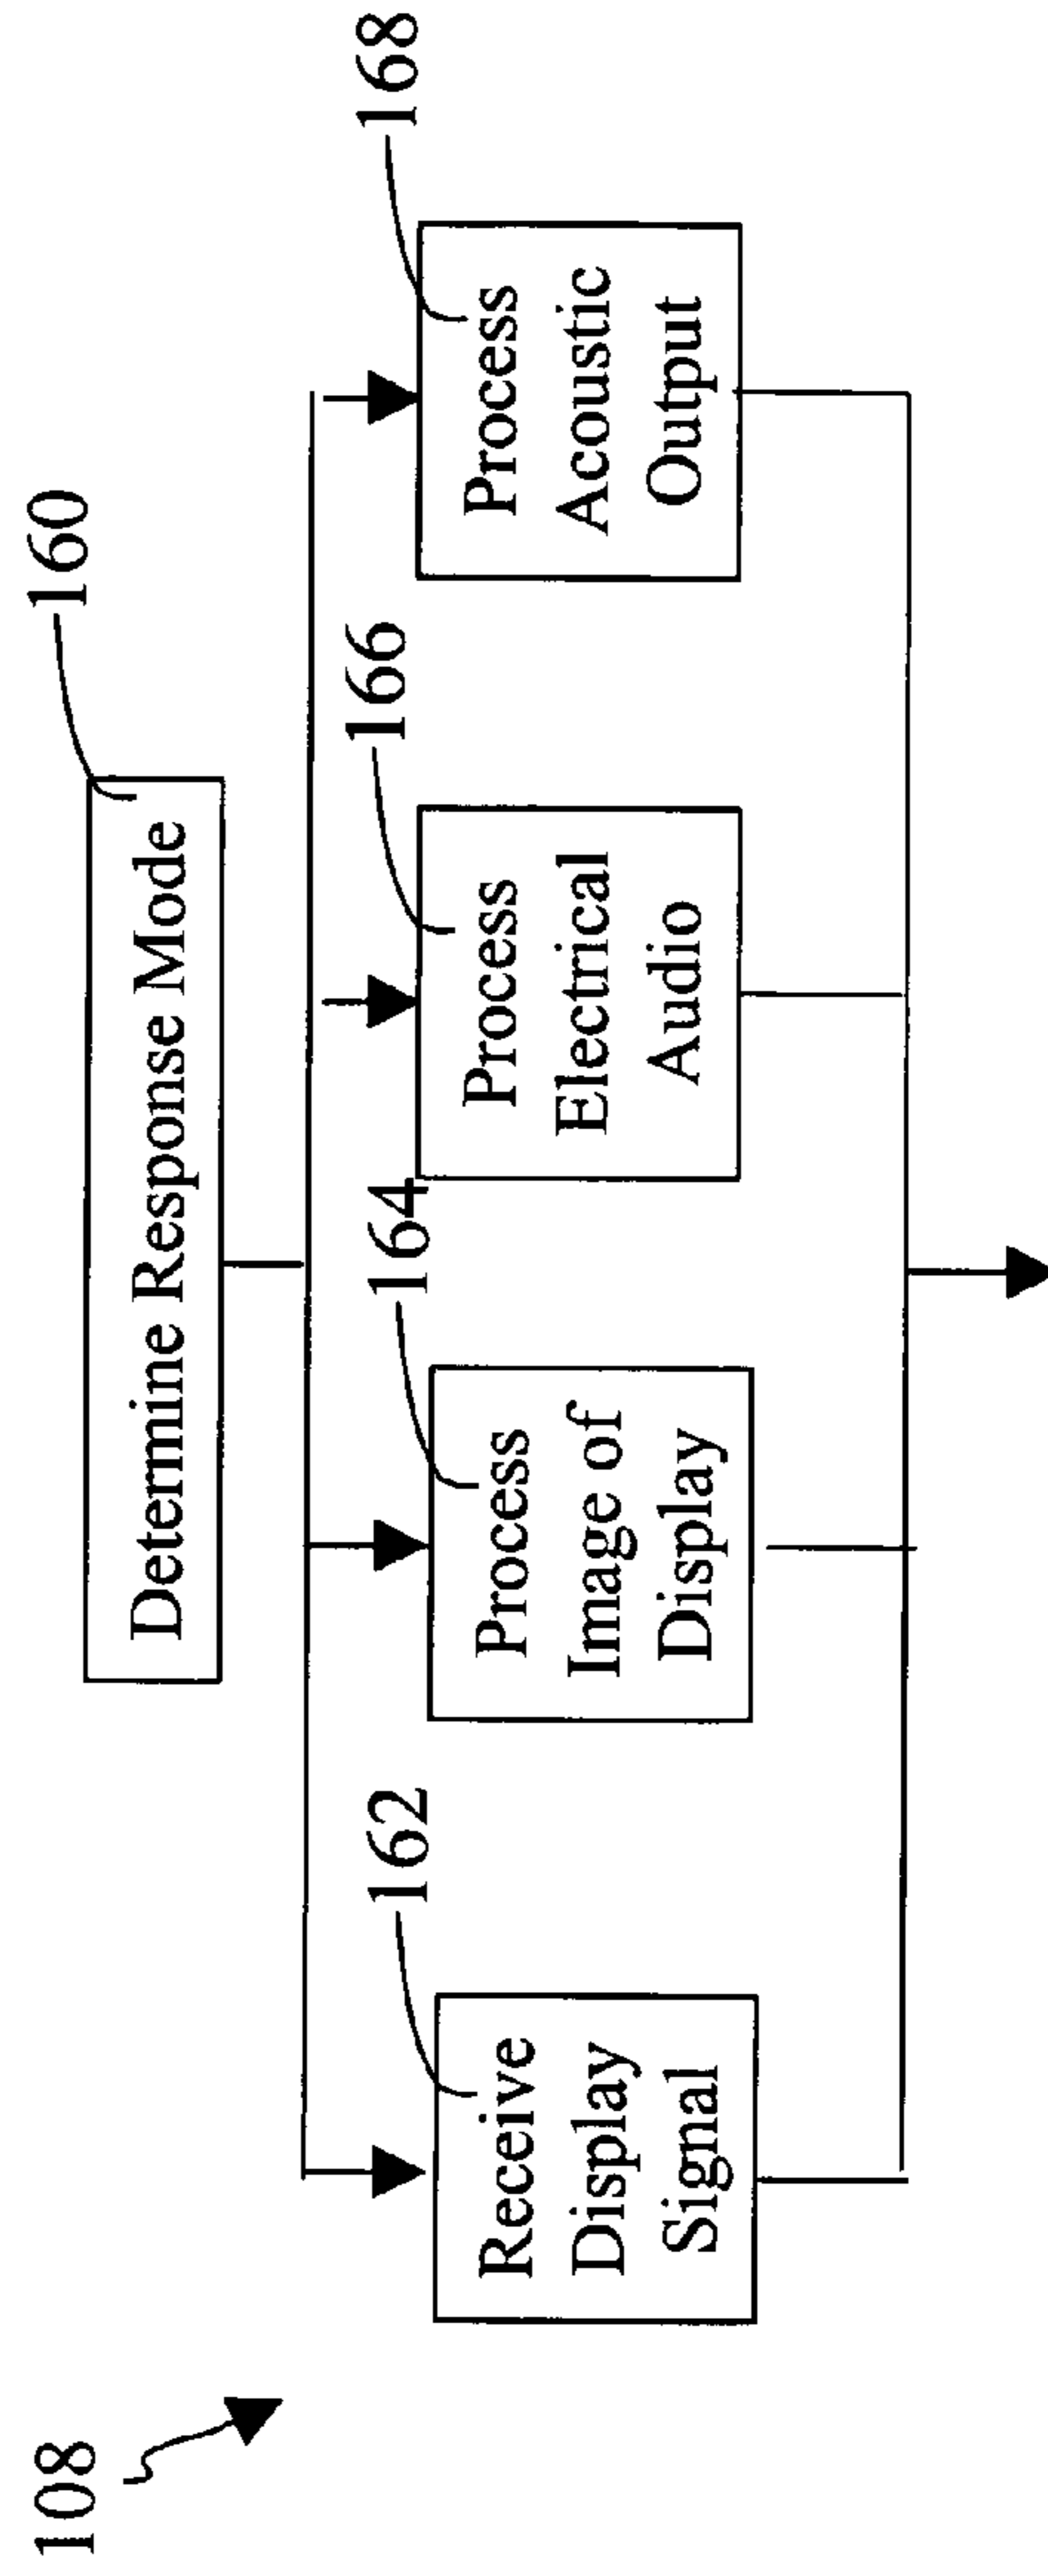 108
160
Determine Response Mode
162
Receive
Display
Signal
164
Process
Image of
Display
166
Process
Electrical
Audio
168
Process
Acoustic
Output